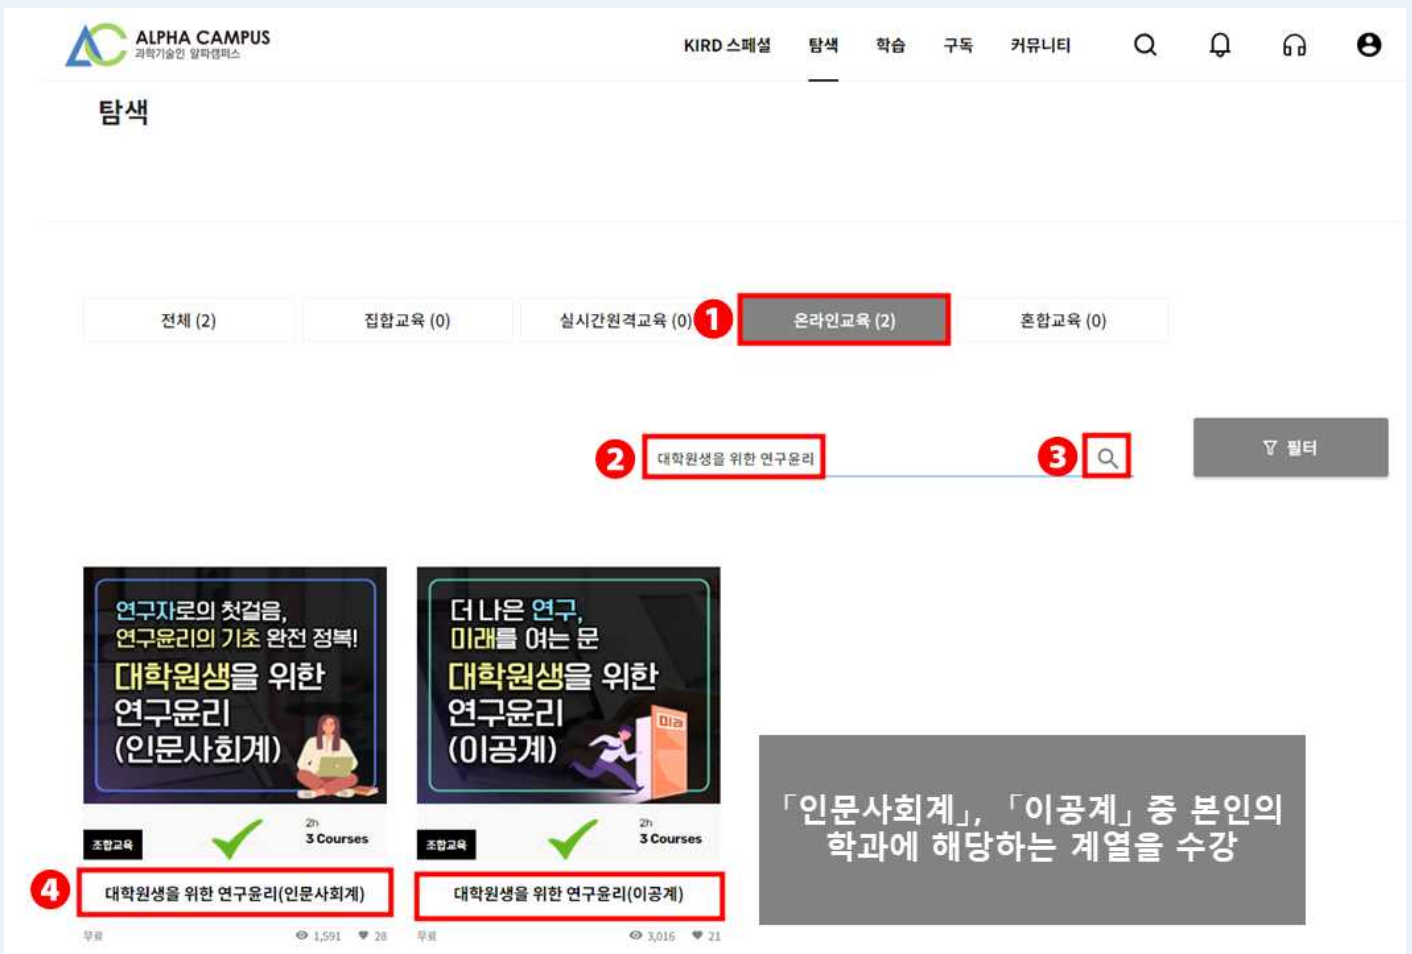 ALPHA CAMPUS
과학기술인 알파캠퍼스
KIRD 스페셜 탐색 학습 구독 커뮤니티
탐색
전체 (2) 집합교육 (0) 실시간원격교육 (0) 1 온라인교육 (2) 혼합교육 (0)
2 대학원생을 위한 연구윤리 3 필터
연구자로의 첫걸음,
연구윤리의 기초 완전 정복!
대학원생을 위한
연구윤리
(인문사회계)
조합교육
2h
3 Courses
4 대학원생을 위한 연구윤리(인문사회계)
무료 1,591 28
더 나은 연구,
미래를 여는 문
대학원생을 위한
연구윤리
(이공계)
미래
조합교육
2h
3 Courses
대학원생을 위한 연구윤리(이공계)
무료 3,016 21
「인문사회계」, 「이공계」 중 본인의
학과에 해당하는 계열을 수강